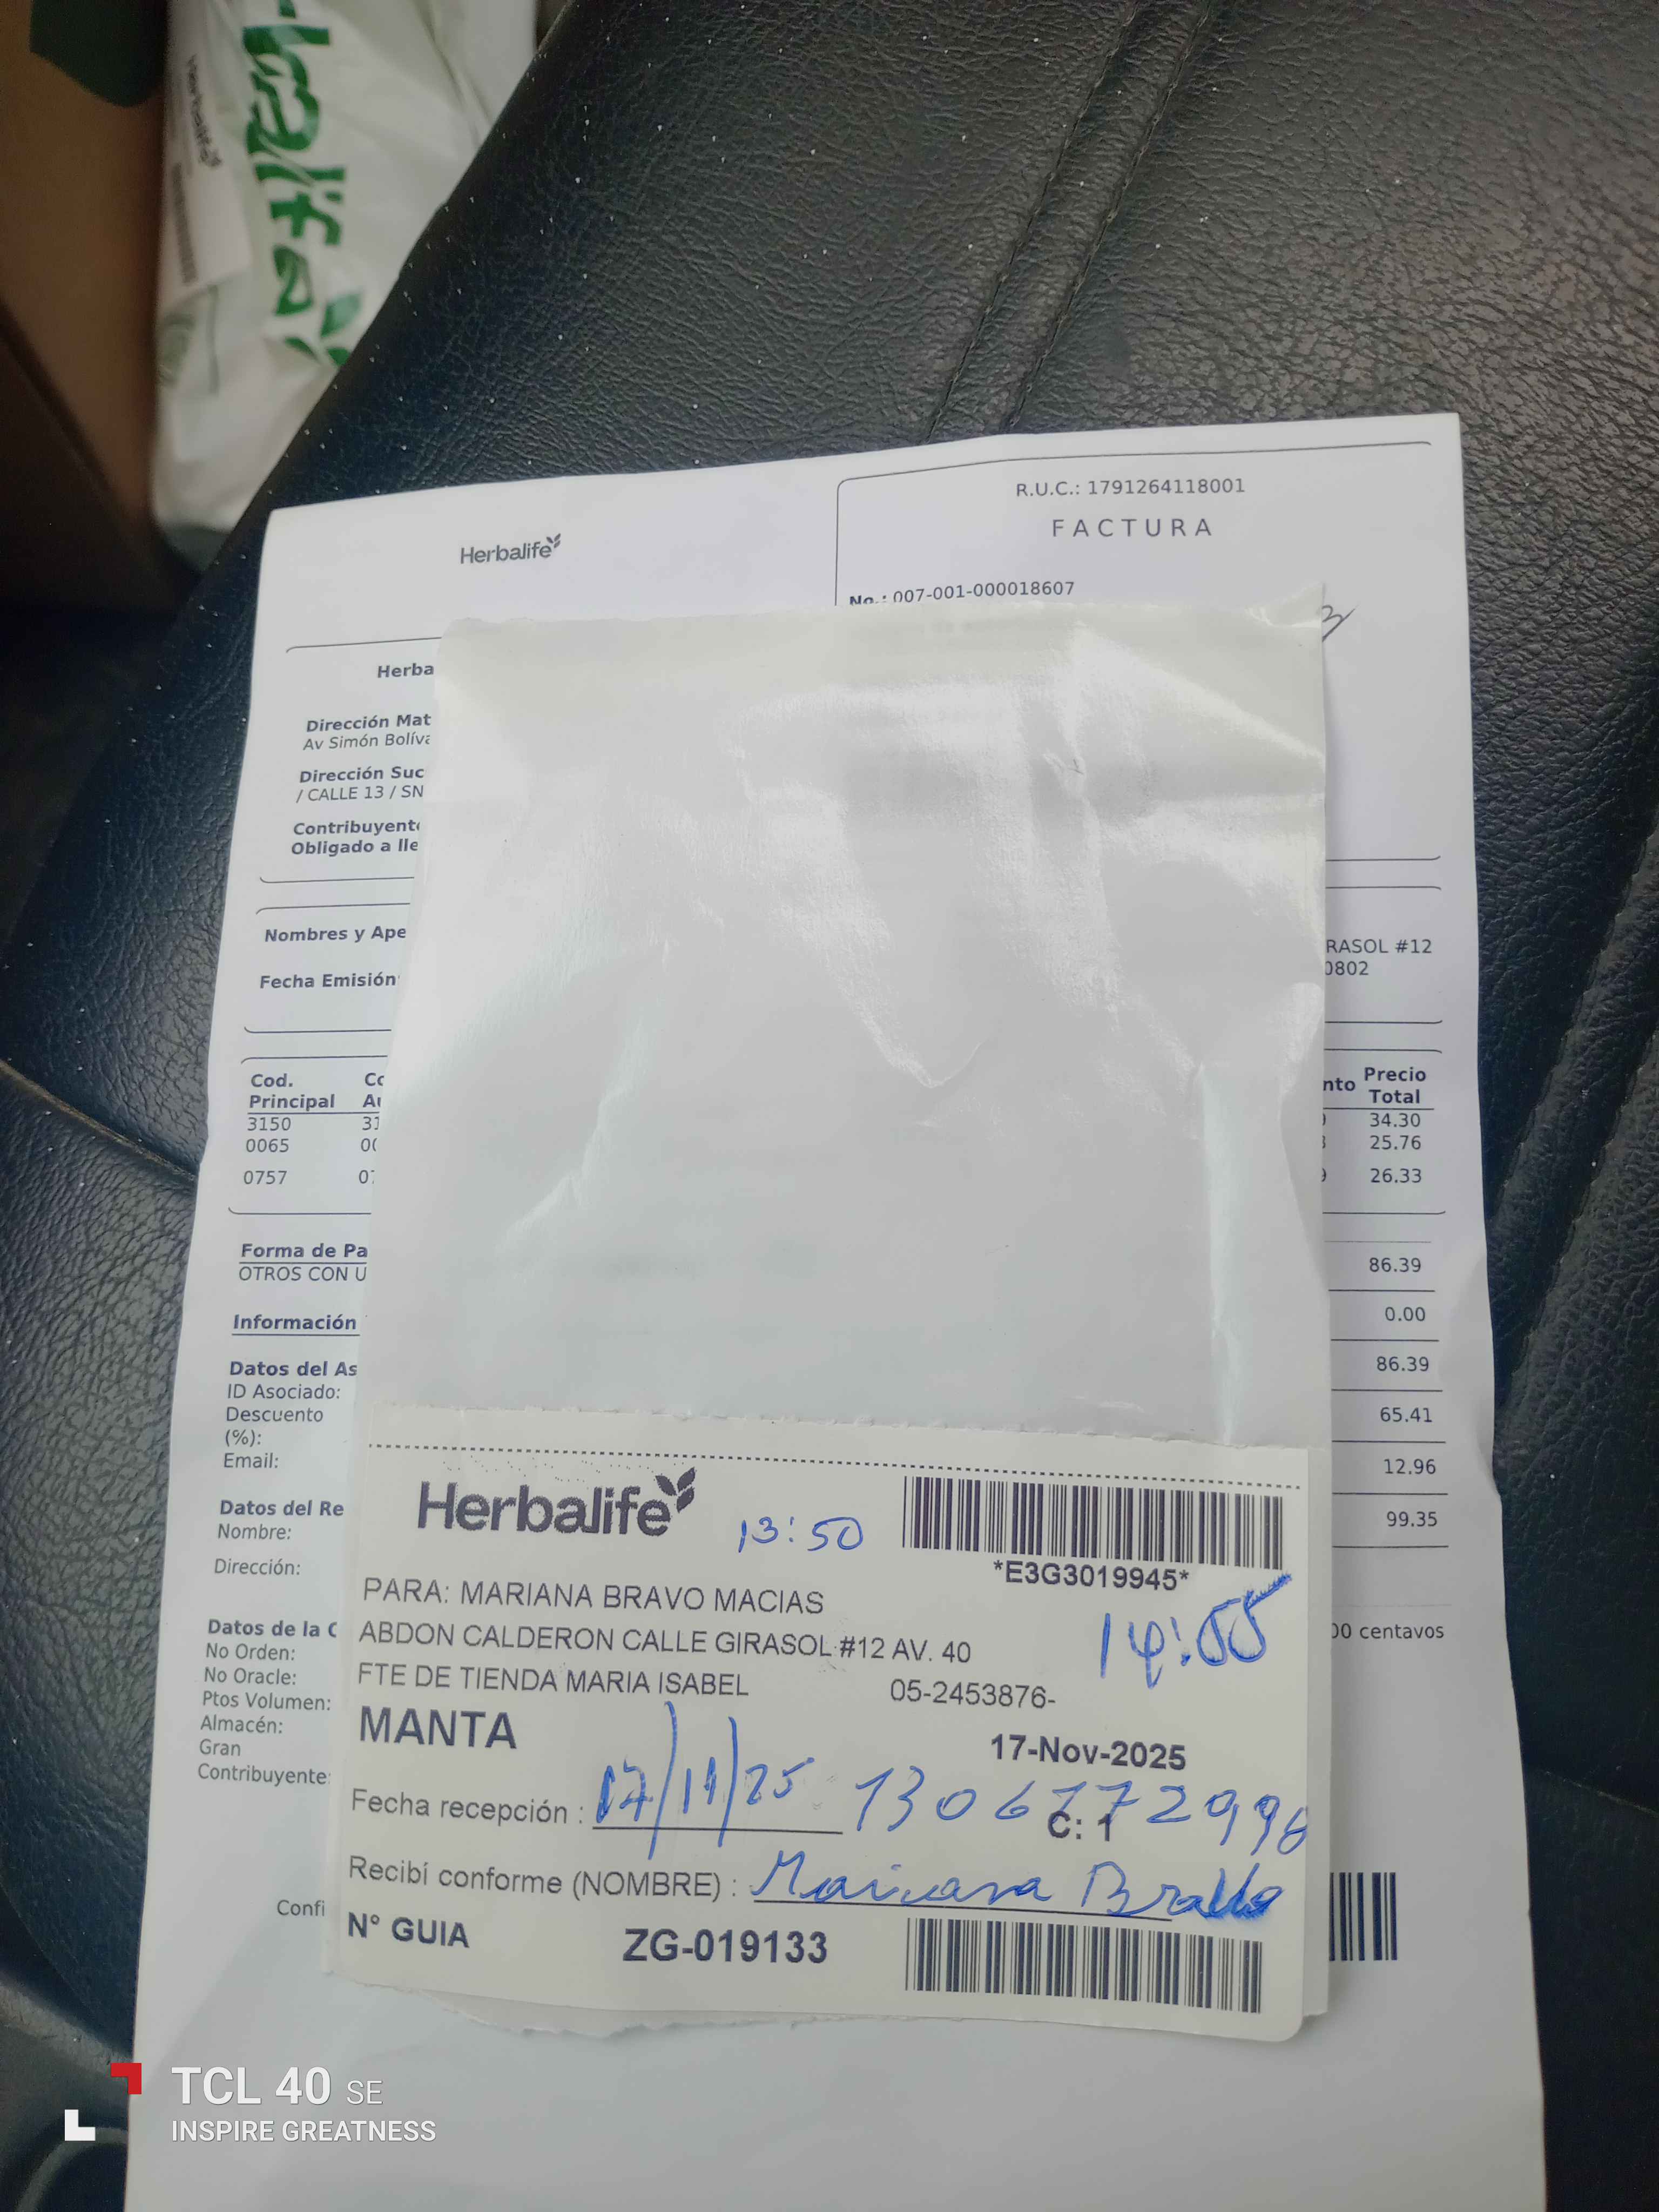 Herbalife
R.U.C.: 1791264118001
FACTURA
No.: 007-001-000018607
Herba
Dirección Mat
Av Simón Bolíva
Dirección Suc
/ CALLE 13 / SN
Contribuyente
Obligado a lle
Nombres y Ape
RASOL #12
Fecha Emisión
0802
Cod. Principal
nto Precio Total
3150 34.30
0065 25.76
0757 26.33
Forma de Pa
OTROS CON U
86.39
0.00
Información
86.39
Datos del As
ID Asociado:
Descuento (%):
65.41
Email:
12.96
Datos del Re
Nombre:
99.35
Dirección:
Datos de la
00 centavos
No Orden:
No Oracle:
Ptos Volumen:
Almacén:
Gran
Contribuyente:
Confi
Herbalife
13:50
*E3G3019945*
PARA: MARIANA BRAVO MACIAS
14:55
ABDON CALDERON CALLE GIRASOL #12 AV. 40
FTE DE TIENDA MARIA ISABEL 05-2453876-
MANTA 17-Nov-2025
Fecha recepción : 17/11/25 1306172996
C: 1
Recibí conforme (NOMBRE) : Mariana Bravo
N° GUIA ZG-019133
TCL 40 SE
INSPIRE GREATNESS